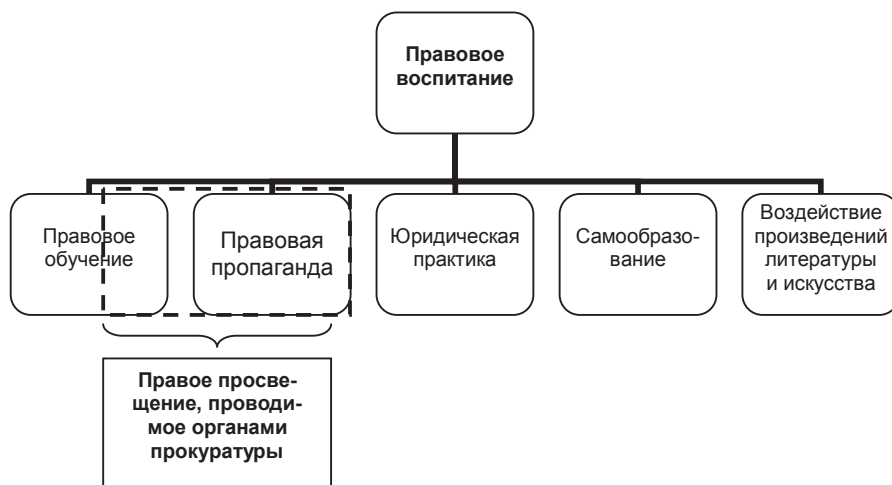 Правовое
воспитание
Правовое
обучение
Правовая
пропаганда
Юридическая
практика
Самообразо-
вание
Воздействие
произведений
литературы
и искусства
Правое просве-
щение, проводи-
мое органами
прокуратуры